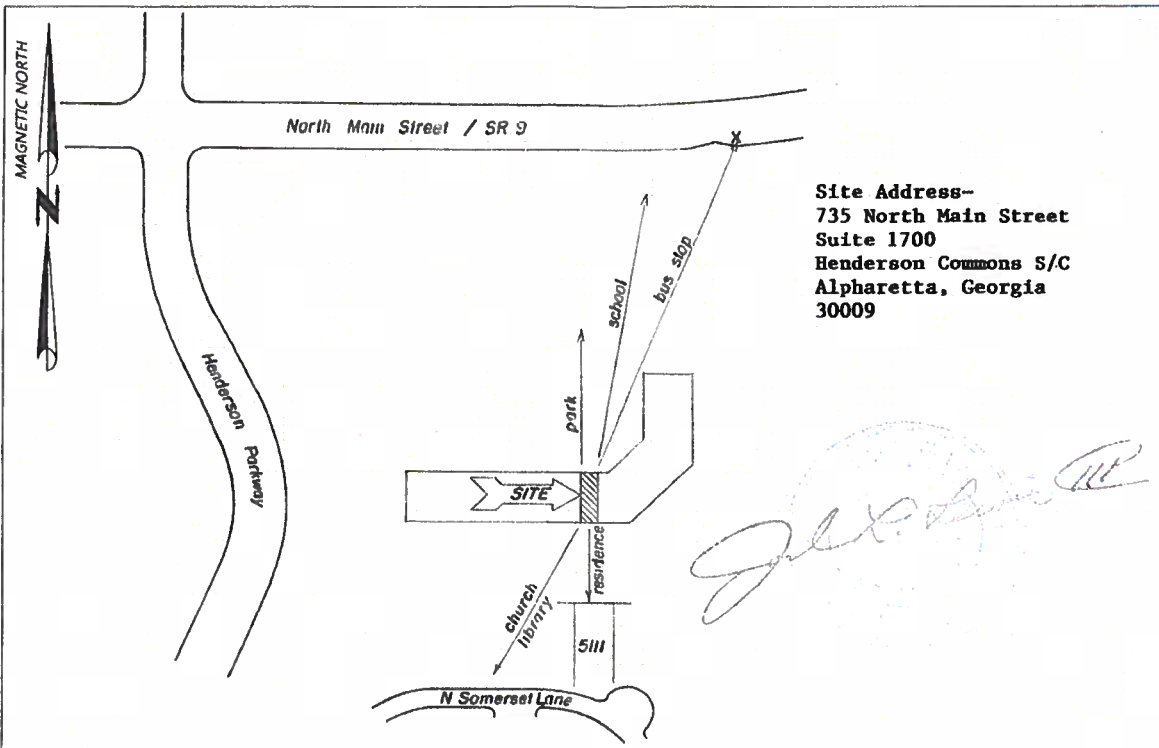 MAGNETIC NORTH
N
North Main Street / SR 9
Site Address-
735 North Main Street
Suite 1700
Henderson Commons S/C
Alpharetta, Georgia
30009
school
bus stop
park
Henderson Parkway
SITE
residence
church
library
5111
N Somerset Lane
III